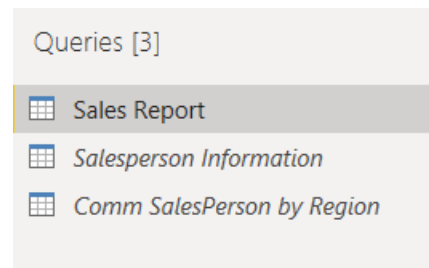 Queries [3]
Sales Report
Salesperson Information
Comm SalesPerson by Region